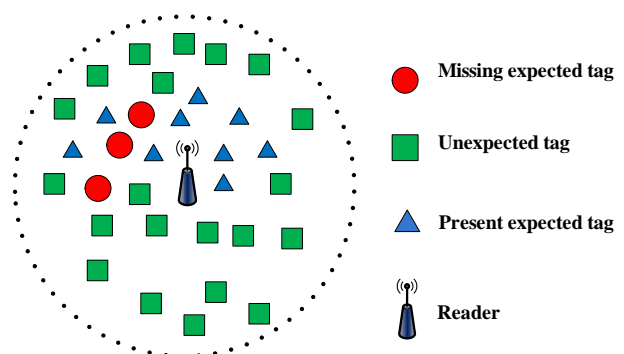 Missing expected tag
Unexpected tag
Present expected tag
Reader